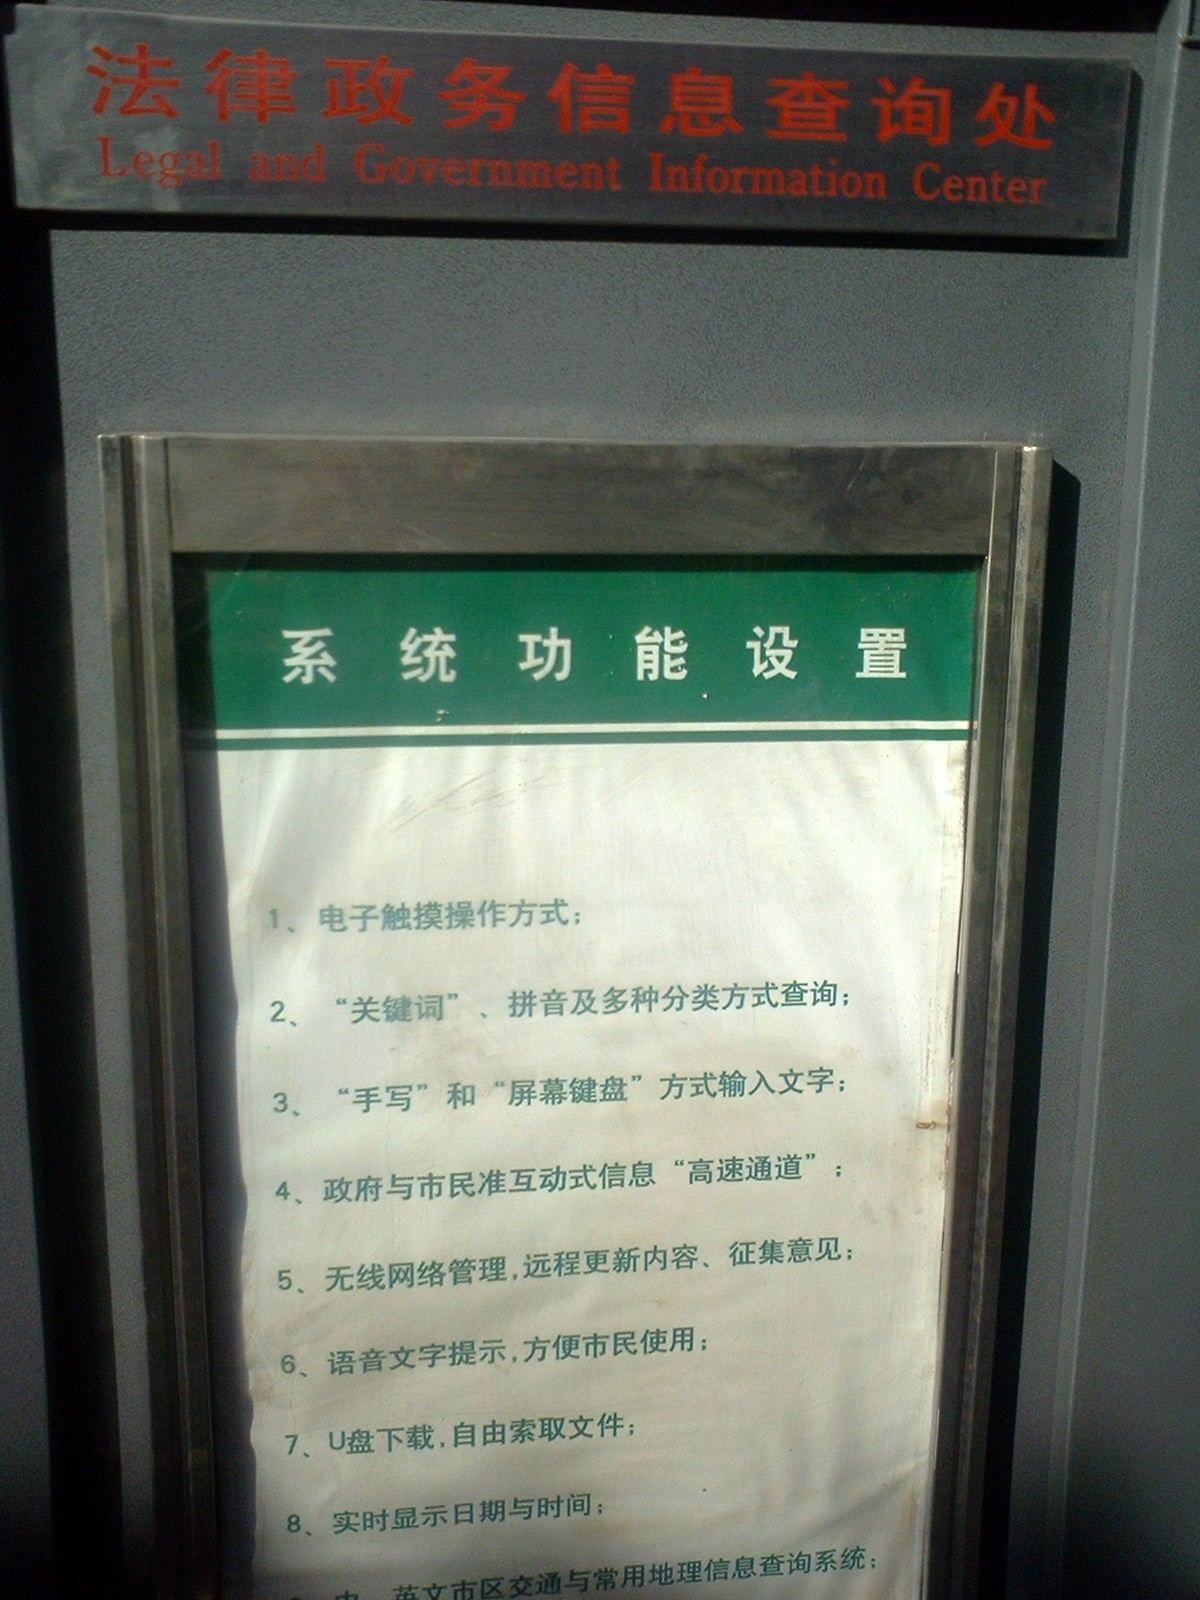 法律政务信息查询处
Legal and Government Information Center
系统功能设置
1、电子触摸操作方式；
2、“关键词”、拼音及多种分类方式查询；
3、“手写”和“屏幕键盘”方式输入文字；
4、政府与市民准互动式信息“高速通道”；
5、无线网络管理，远程更新内容、征集意见；
6、语音文字提示，方便市民使用；
7、U盘下载，自由索取文件；
8、实时显示日期与时间；
中、英文市区交通与常用地理信息查询系统；